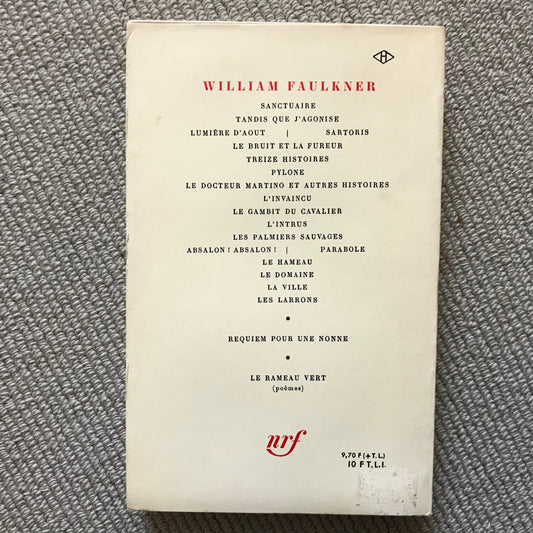 H
WILLIAM FAULKNER
SANCTUAIRE
TANDIS QUE J'AGONISE
LUMIÈRE D'AOUT | SARTORIS
LE BRUIT ET LA FUREUR
TREIZE HISTOIRES
PYLONE
LE DOCTEUR MARTINO ET AUTRES HISTOIRES
L'INVAINCU
LE GAMBIT DU CAVALIER
L'INTRUS
LES PALMIERS SAUVAGES
ABSALON! ABSALON! | PARABOLE
LE HAMEAU
LE DOMAINE
LA VILLE
LES LARRONS
•
REQUIEM POUR UNE NONNE
•
LE RAMEAU VERT
(poèmes)
nrf
9,70 F (+ T.L.)
10 F T.L.I.